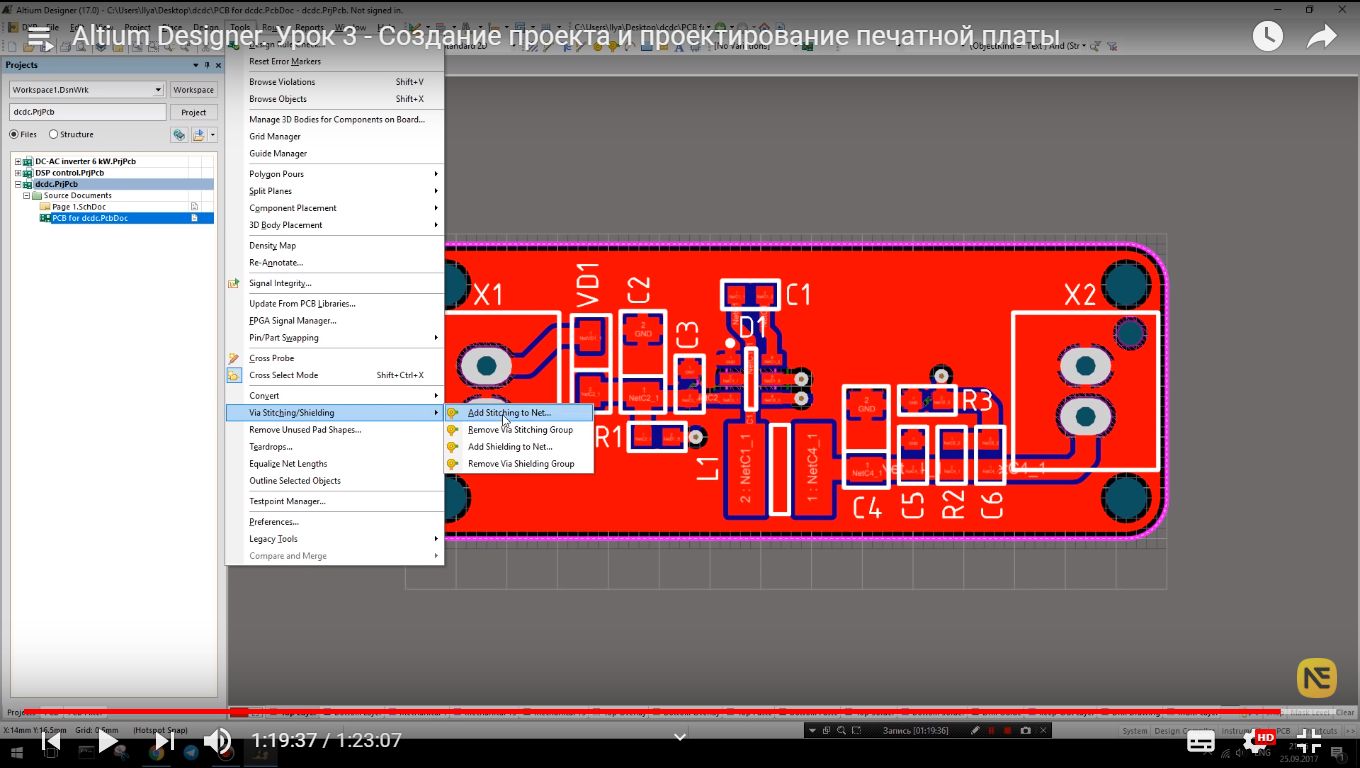 Altium Designer (17.0) - C:\Users\Ilya\Desktop\dcdc\PCB for dcdc.PcbDoc - dcdc.PrjPcb. Not signed in.
Altium Designer. Урок 3 - Создание проекта и проектирование печатной платы
Projects
Workspace1.DsnWrk
Workspace
dcdc.PrjPcb
Project
Files
Structure
DC-AC inverter 6 kW.PrjPcb
DSP control.PrjPcb
dcdc.PrjPcb
Source Documents
Page 1.SchDoc
PCB for dcdc.PcbDoc
Reset Error Markers
Browse Violations Shift+V
Browse Objects Shift+X
Manage 3D Bodies for Components on Board...
Grid Manager
Guide Manager
Polygon Pours
Split Planes
Component Placement
3D Body Placement
Density Map
Re-Annotate...
Signal Integrity...
Update From PCB Libraries...
FPGA Signal Manager...
Pin/Part Swapping
Cross Probe
Cross Select Mode Shift+Ctrl+X
Convert
Via Stitching/Shielding
Remove Unused Pad Shapes...
Teardrops...
Equalize Net Lengths
Outline Selected Objects
Testpoint Manager...
Preferences...
Legacy Tools
Compare and Merge
Add Stitching to Net...
Remove Via Stitching Group
Add Shielding to Net...
Remove Via Shielding Group
X1
VD1
C2
C3
C1
D1
X2
R1
L1
R3
C4
C5
R2
C6
2
GND
NetC2_1
2 : NetC1_1
1 : NetC4_1
2
GND
NetC4_1
NE
X:14mm Y:16.5mm Grid: 0.5mm (Hotspot Snap)
1:19:37 / 1:23:07
Запись [01:19:36]
HD
System
ENG
25.09.2017